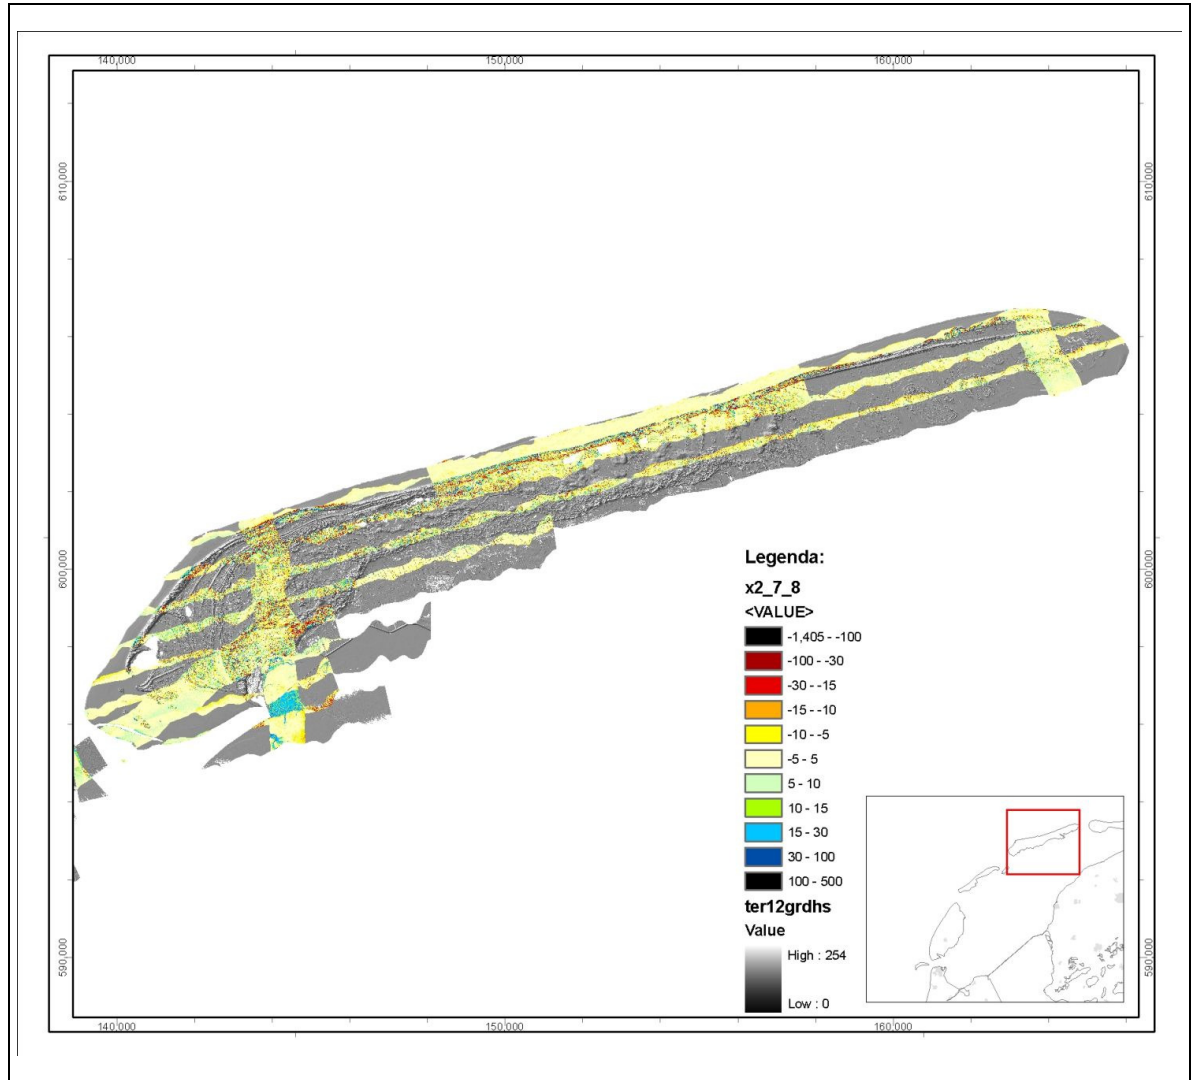 140,000 150,000 160,000
610,000 610,000
600,000 600,000
Legenda:
x2_7_8
<VALUE>
-1,405 - -100
-100 - -30
-30 - -15
-15 - -10
-10 - -5
-5 - 5
5 - 10
10 - 15
15 - 30
30 - 100
100 - 500
ter12grdhs
Value
High : 254
Low : 0
590,000 590,000
140,000 150,000 160,000